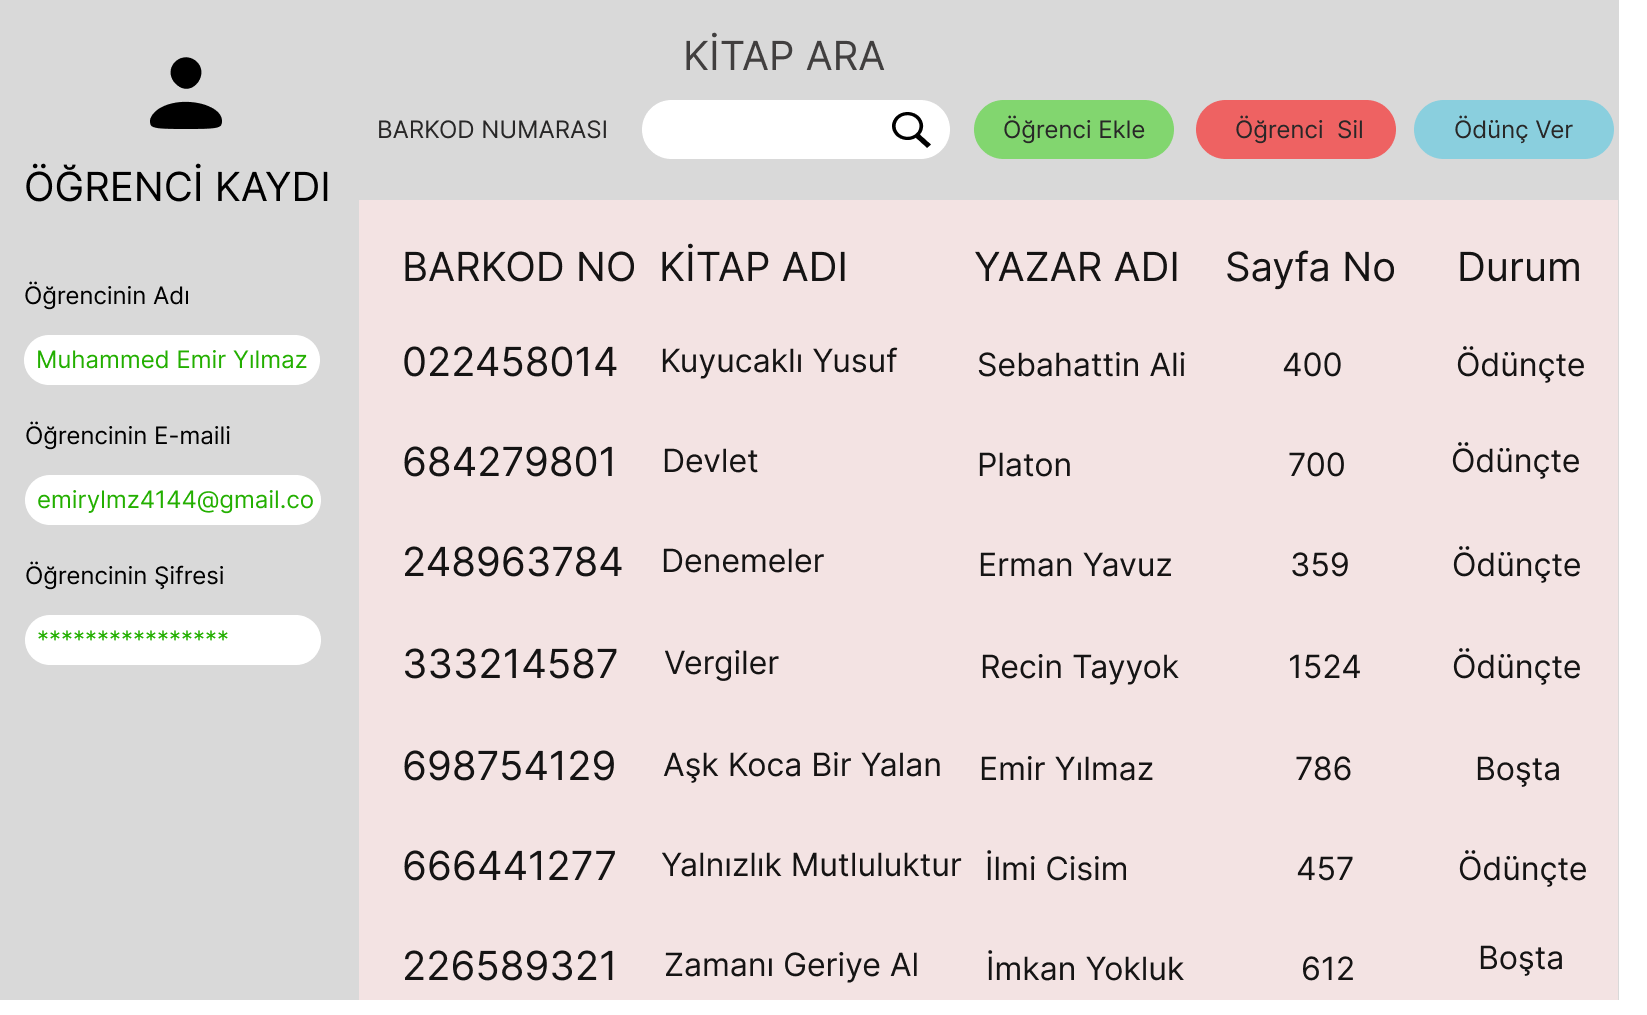 KİTAP ARA
BARKOD NUMARASI
Öğrenci Ekle
Öğrenci  Sil
Ödünç Ver
ÖĞRENCİ KAYDI
Öğrencinin Adı
Muhammed Emir Yılmaz
Öğrencinin E-maili
emirylmz4144@gmail.co
Öğrencinin Şifresi
****************
BARKOD NO KİTAP ADI YAZAR ADI Sayfa No Durum
022458014 Kuyucaklı Yusuf Sebahattin Ali 400 Ödünçte
684279801 Devlet Platon 700 Ödünçte
248963784 Denemeler Erman Yavuz 359 Ödünçte
333214587 Vergiler Recin Tayyok 1524 Ödünçte
698754129 Aşk Koca Bir Yalan Emir Yılmaz 786 Boşta
666441277 Yalnızlık Mutluluktur İlmi Cisim 457 Ödünçte
226589321 Zamanı Geriye Al İmkan Yokluk 612 Boşta